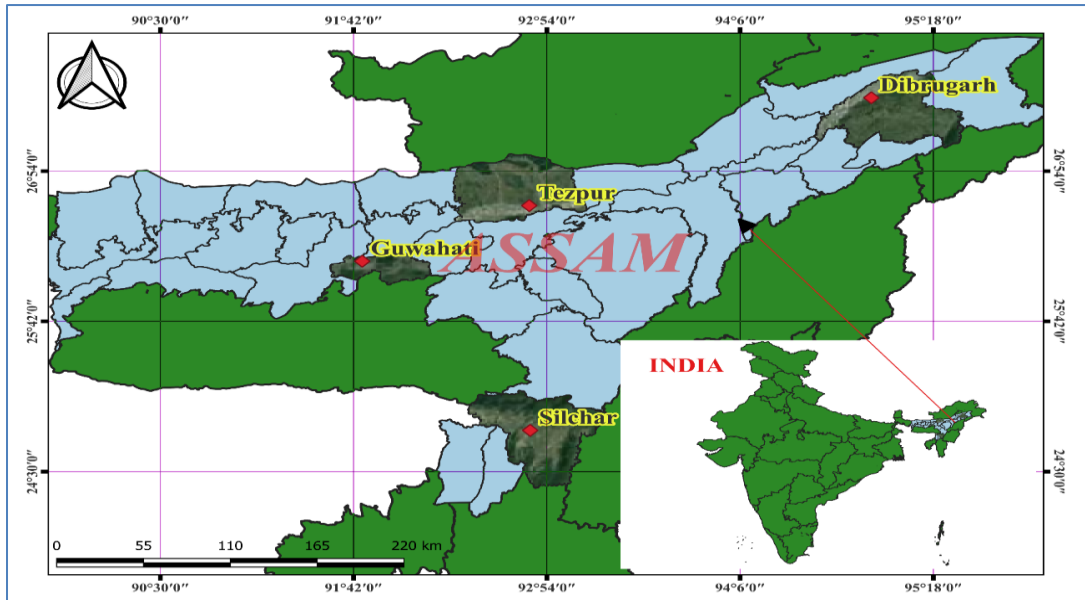 90°30′0″ 91°42′0″ 92°54′0″ 94°6′0″ 95°18′0″
Dibrugarh
26°54′0″ 26°54′0″
Tezpur
ASSAM
Guwahati
25°42′0″ 25°42′0″
INDIA
Silchar
24°30′0″ 24°30′0″
0 55 110 165 220 km
90°30′0″ 91°42′0″ 92°54′0″ 94°6′0″ 95°18′0″